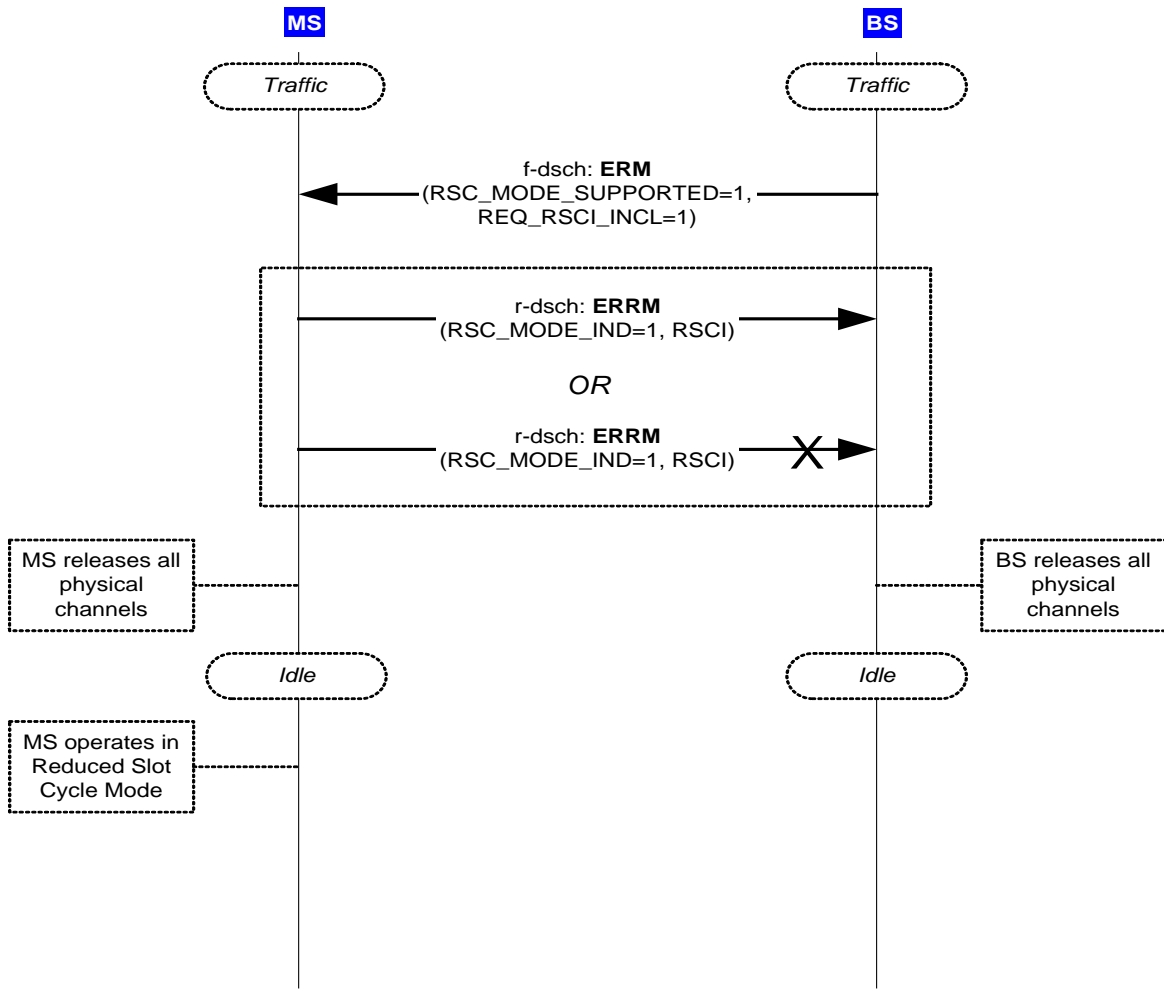 MS
BS
Traffic
Traffic
f-dsch: ERM
(RSC_MODE_SUPPORTED=1,
REQ_RSCI_INCL=1)
r-dsch: ERRM
(RSC_MODE_IND=1, RSCI)
OR
r-dsch: ERRM
(RSC_MODE_IND=1, RSCI)
X
MS releases all
physical
channels
BS releases all
physical
channels
Idle
Idle
MS operates in
Reduced Slot
Cycle Mode